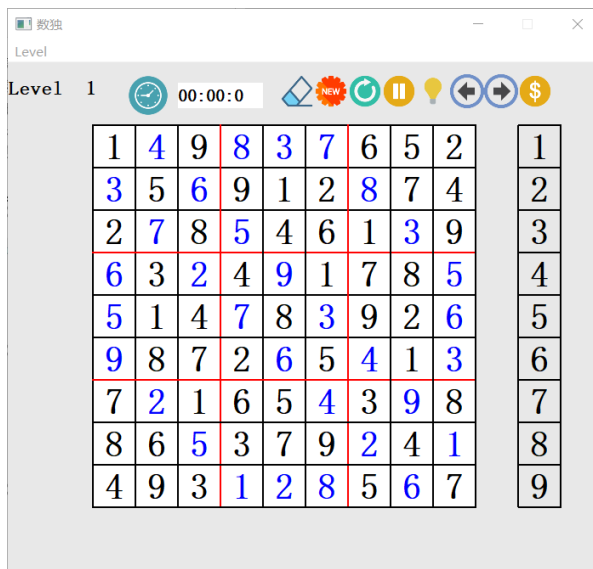 数独
Level
Level 1 00:00:0 NEW $
1 4 9 8 3 7 6 5 2 1
3 5 6 9 1 2 8 7 4 2
2 7 8 5 4 6 1 3 9 3
6 3 2 4 9 1 7 8 5 4
5 1 4 7 8 3 9 2 6 5
9 8 7 2 6 5 4 1 3 6
7 2 1 6 5 4 3 9 8 7
8 6 5 3 7 9 2 4 1 8
4 9 3 1 2 8 5 6 7 9